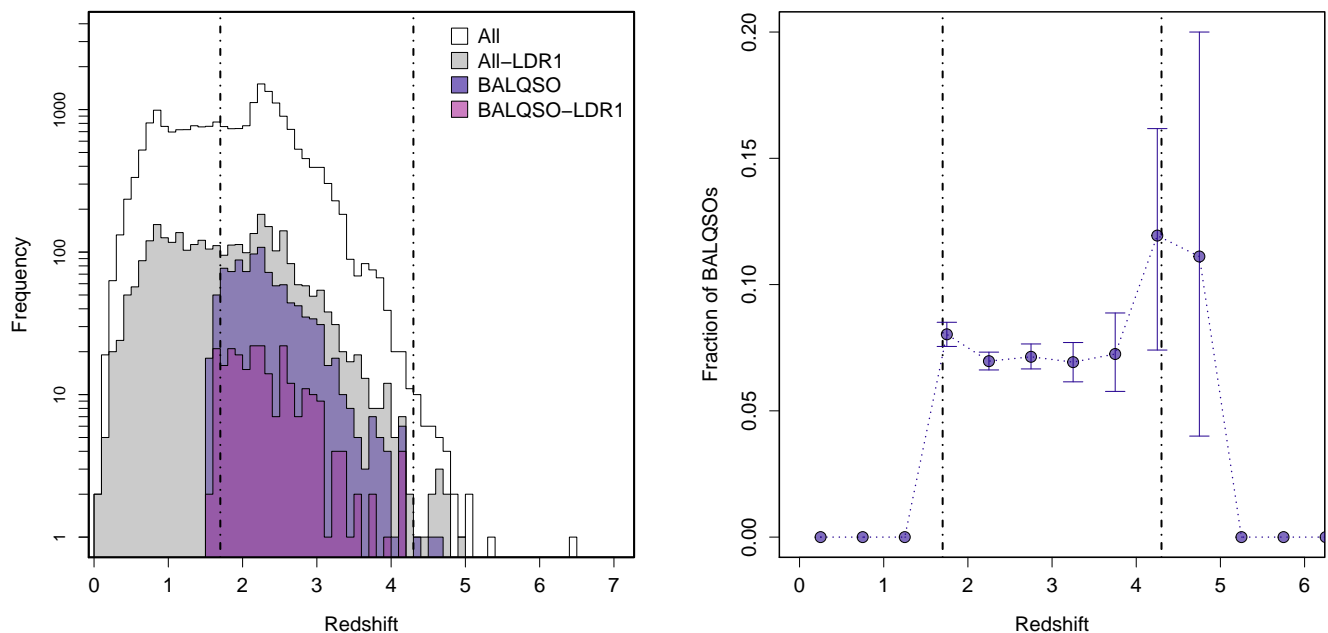 All
All−LDR1
BALQSO
BALQSO−LDR1
Frequency
1
10
100
1000
0 1 2 3 4 5 6 7
Redshift
Fraction of BALQSOs
0.00
0.05
0.10
0.15
0.20
0 1 2 3 4 5 6
Redshift